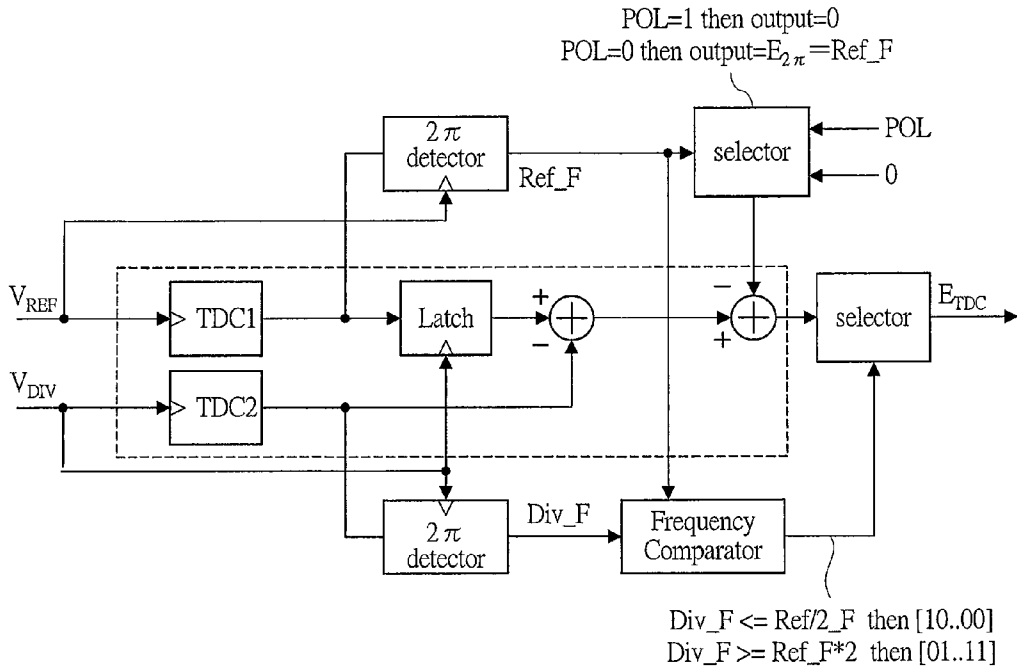 POL=1 then output=0
POL=0 then output=E2π=Ref_F
2π
detector
Ref_F
selector
POL
0
VREF
TDC1
Latch
+
−
−
+
selector
ETDC
VDIV
TDC2
2π
detector
Div_F
Frequency
Comparator
Div_F <= Ref/2_F then [10..00]
Div_F >= Ref_F*2 then [01..11]